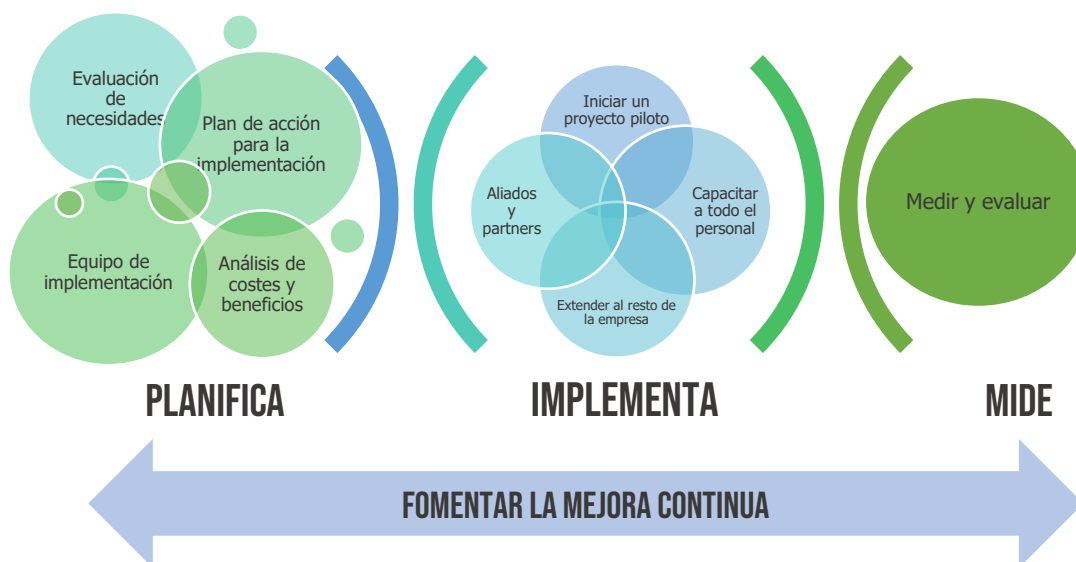 Evaluación
de
necesidades
Plan de acción
para la
implementación
Equipo de
implementación
Análisis de
costes y
beneficios
PLANIFICA
Iniciar un
proyecto piloto
Aliados
y
partners
Capacitar
a todo el
personal
Extender al resto de
la empresa
IMPLEMENTA
Medir y evaluar
MIDE
FOMENTAR LA MEJORA CONTINUA